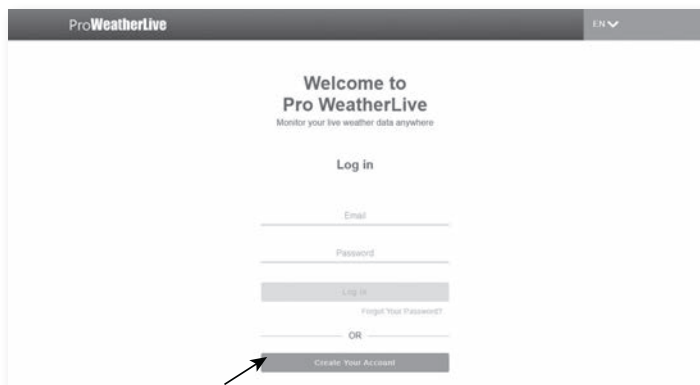 ProWeatherLive
EN
Welcome to
Pro WeatherLive
Monitor your live weather data anywhere
Log in
Email
Password
Log in
Forgot Your Password?
OR
Create Your Account